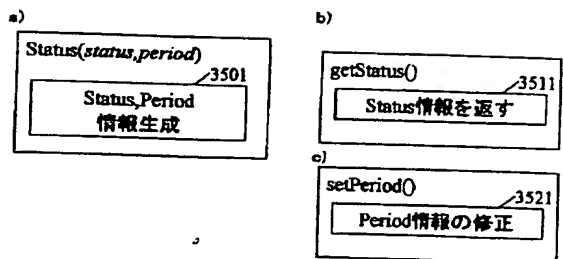 a)
Status(status,period)
3501
Status,Period
情報生成
b)
getStatus()
3511
Status情報を返す
c)
setPeriod()
3521
Period情報の修正